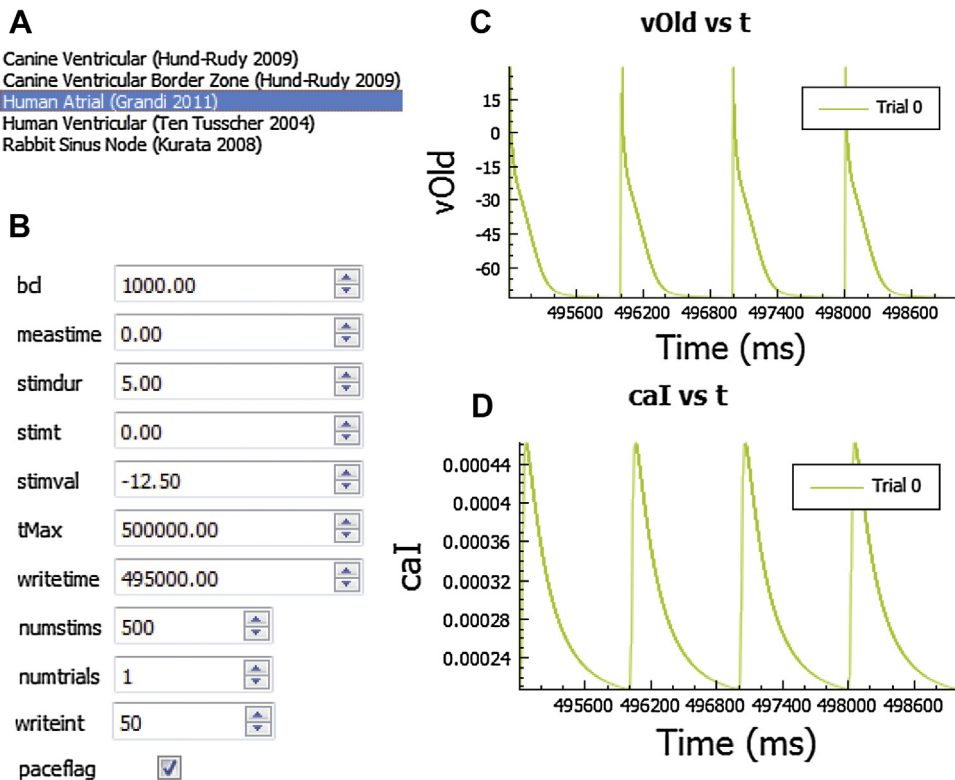 A
Canine Ventricular (Hund-Rudy 2009)
Canine Ventricular Border Zone (Hund-Rudy 2009)
Human Atrial (Grandi 2011)
Human Ventricular (Ten Tusscher 2004)
Rabbit Sinus Node (Kurata 2008)
B
bcl 1000.00
meastime 0.00
stimdur 5.00
stimt 0.00
stimval -12.50
tMax 500000.00
writetime 495000.00
numstims 500
numtrials 1
writeint 50
paceflag
C
vOld vs t
Trial 0
vOld
15
0
-15
-30
-45
-60
495600 496200 496800 497400 498000 498600
Time (ms)
D
caI vs t
Trial 0
caI
0.00044
0.0004
0.00036
0.00032
0.00028
0.00024
495600 496200 496800 497400 498000 498600
Time (ms)